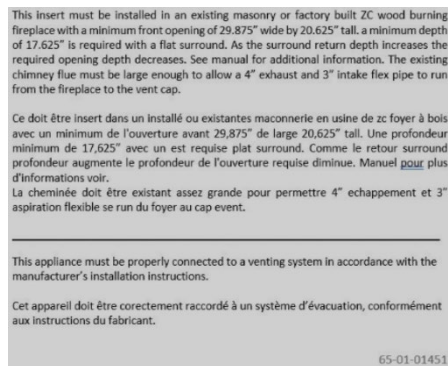 This insert must be installed in an existing masonry or factory built ZC wood burning
fireplace with a minimum front opening of 29.875" wide by 20.625" tall. a minimum depth
of 17.625" is required with a flat surround. As the surround return depth increases the
required opening depth decreases. See manual for additional information. The existing
chimney flue must be large enough to allow a 4" exhaust and 3" intake flex pipe to run
from the fireplace to the vent cap.
Ce doit être insert dans un installé ou existantes maconnerie en usine de zc foyer à bois
avec un minimum de l'ouverture avant 29,875" de large 20,625" tall. Une profondeur
minimum de 17,625" avec un est requise plat surround. Comme le retour surround
profondeur augmente le profondeur de l'ouverture requise diminue. Manuel pour plus
d'informations voir.
La cheminée doit être existant assez grande pour permettre 4" echappement et 3"
aspiration flexible se run du foyer au cap event.
This appliance must be properly connected to a venting system in accordance with the
manufacturer's installation instructions.
Cet appareil doit être corectement raccordé à un système d'évacuation, conformément
aux instructions du fabricant.
65-01-01451